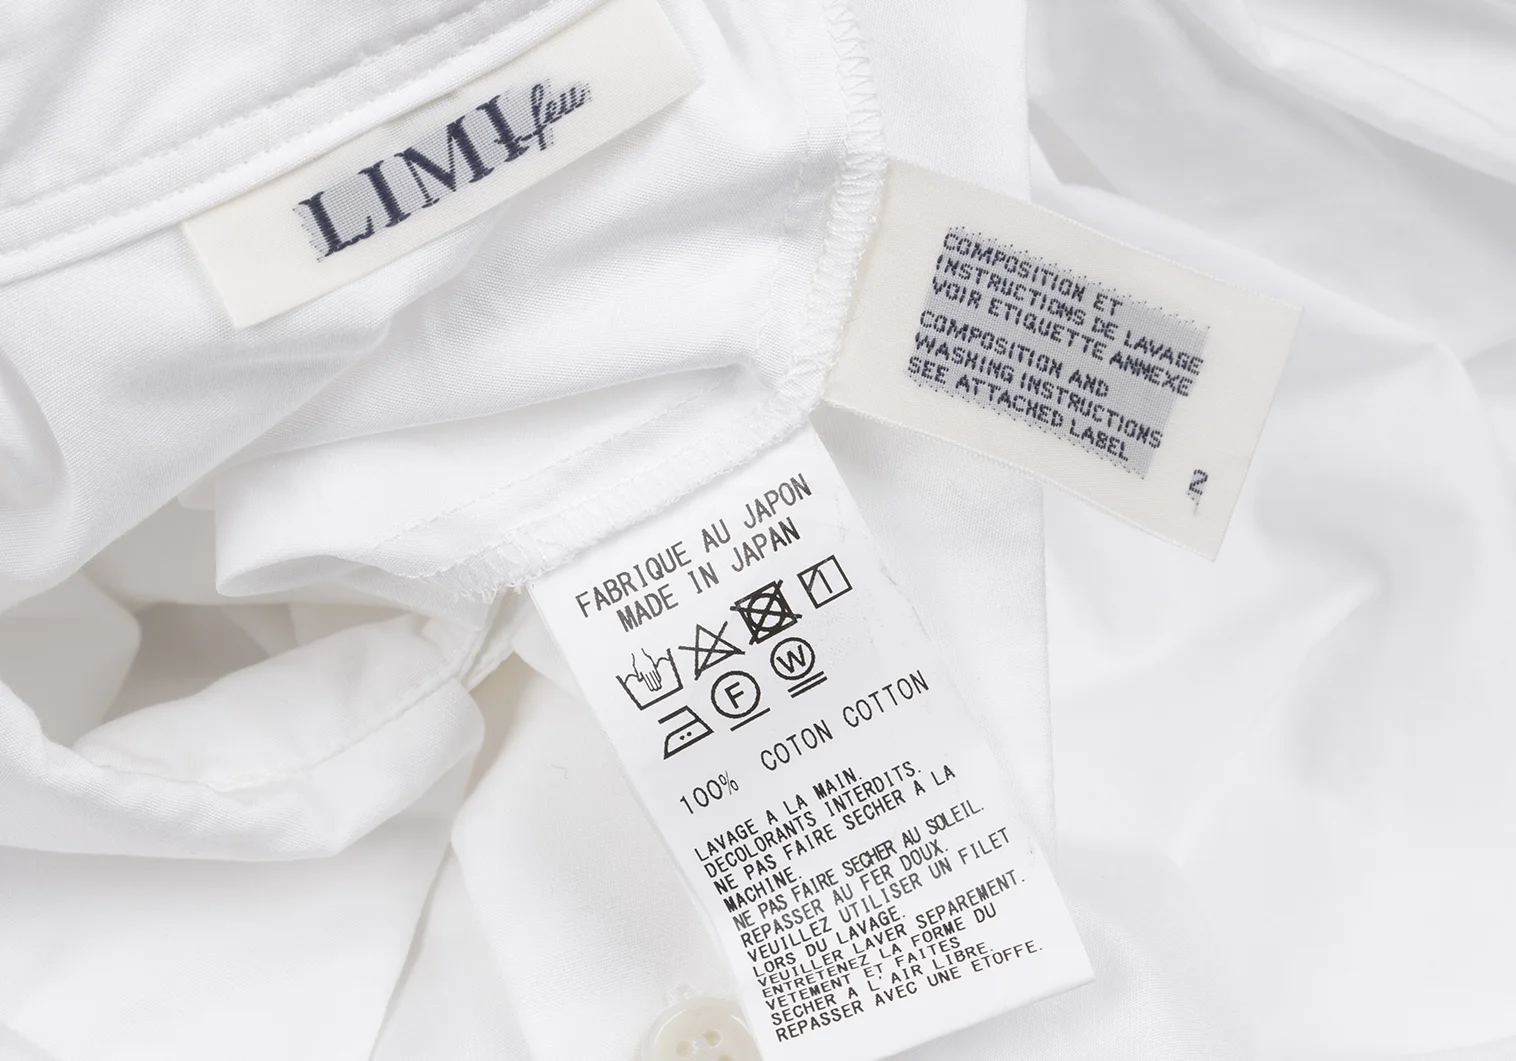 LIMI feu
COMPOSITION ET
INSTRUCTIONS DE LAVAGE
VOIR ETIQUETTE ANNEXE
COMPOSITION AND
WASHING INSTRUCTIONS
SEE ATTACHED LABEL
2
FABRIQUE AU JAPON
MADE IN JAPAN
F W
100% COTON COTTON
LAVAGE A LA MAIN.
DECOLORANTS INTERDITS.
NE PAS FAIRE SECHER A LA
MACHINE.
NE PAS FAIRE SECHER AU SOLEIL.
REPASSER AU FER DOUX.
VEUILLEZ UTILISER UN FILET
LORS DU LAVAGE.
VEUILLER LAVER SEPAREMENT.
ENTRETENEZ LA FORME DU
VETEMENT ET FAITES
SECHER A L'AIR LIBRE.
REPASSER AVEC UNE ETOFFE.